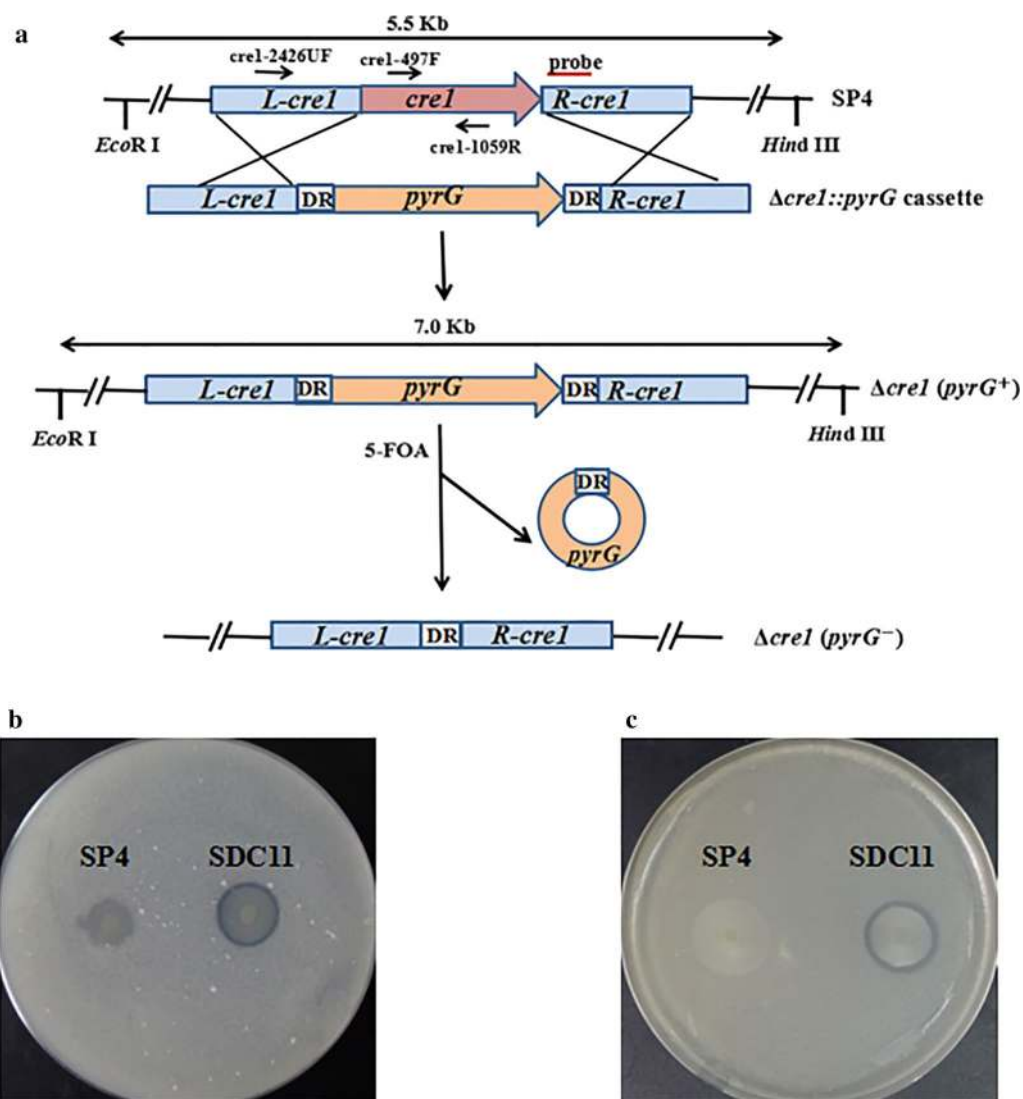 a
5.5 Kb
cre1-2426UF
cre1-497F
probe
L-cre1
cre1
R-cre1
SP4
EcoR I
cre1-1059R
Hind III
L-cre1
DR
pyrG
DR
R-cre1
Δcre1::pyrG cassette
7.0 Kb
L-cre1
DR
pyrG
DR
R-cre1
Δcre1 (pyrG⁺)
EcoR I
Hind III
5-FOA
DR
pyrG
L-cre1
DR
R-cre1
Δcre1 (pyrG⁻)
b
c
SP4
SDC11
SP4
SDC11